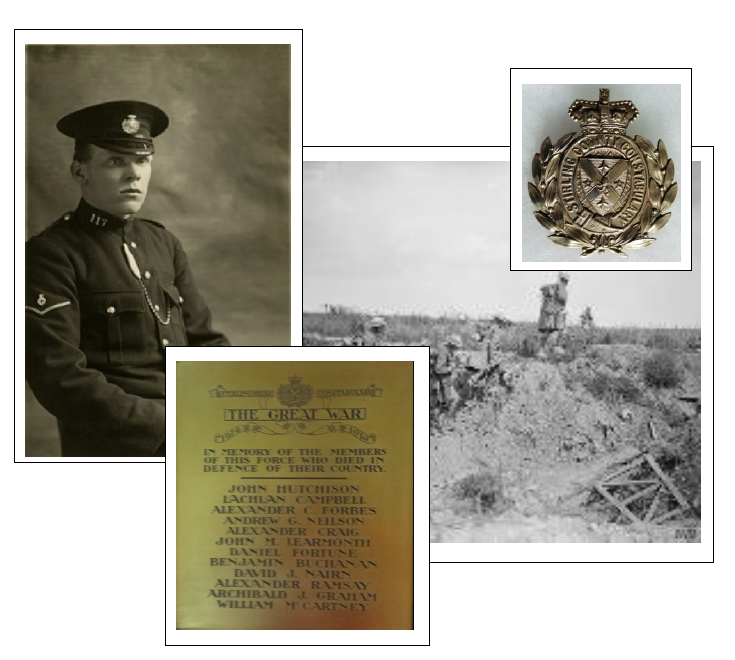 117
STIRLING COUNTY CONSTABULARY
STIRLINGSHIRE CONSTABULARY
THE GREAT WAR
IN MEMORY OF THE MEMBERS
OF THIS FORCE WHO DIED IN
DEFENCE OF THEIR COUNTRY.
JOHN HUTCHISON
LACHLAN CAMPBELL
ALEXANDER C. FORBES
ANDREW G. NEILSON
ALEXANDER CRAIG
JOHN M. LEARMONTH
DANIEL FORTUNE
BENJAMIN BUCHANAN
DAVID J. NAIRN
ALEXANDER RAMSAY
ARCHIBALD J. GRAHAM
WILLIAM McCARTNEY